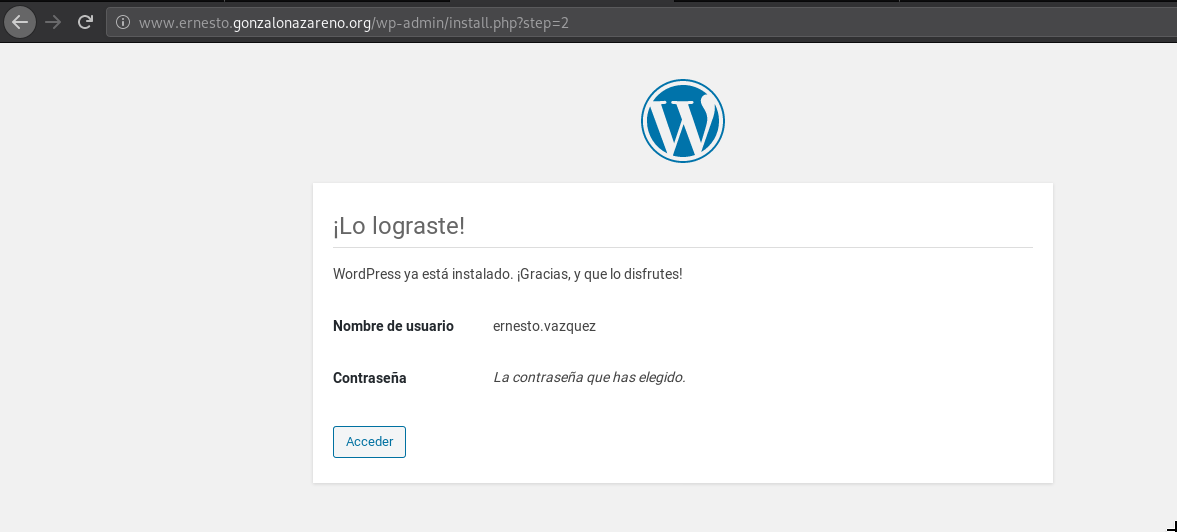 www.ernesto.gonzalonazareno.org/wp-admin/install.php?step=2
W
¡Lo lograste!
WordPress ya está instalado. ¡Gracias, y que lo disfrutes!
Nombre de usuario ernesto.vazquez
Contraseña La contraseña que has elegido.
Acceder